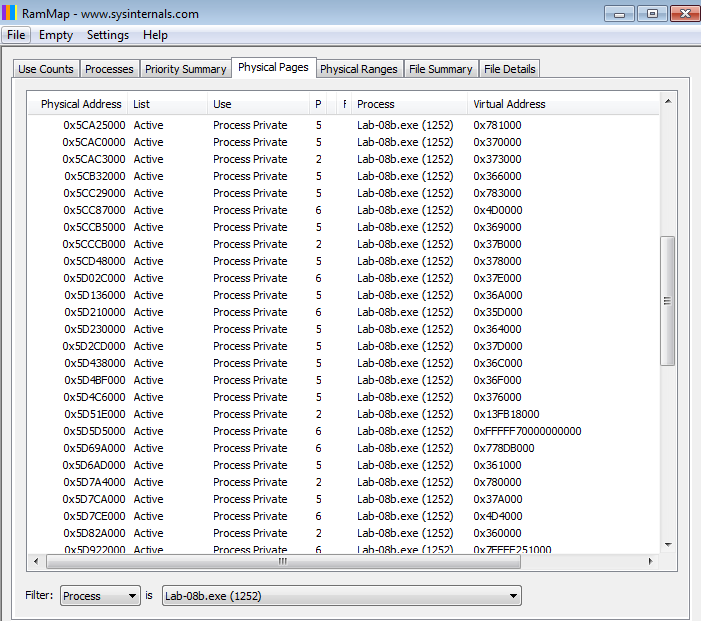 RamMap - www.sysinternals.com
File Empty Settings Help
Use Counts Processes Priority Summary Physical Pages Physical Ranges File Summary File Details
Physical Address List Use P F Process Virtual Address
0x5CA25000 Active Process Private 5 Lab-08b.exe (1252) 0x781000
0x5CAC0000 Active Process Private 5 Lab-08b.exe (1252) 0x370000
0x5CAC3000 Active Process Private 2 Lab-08b.exe (1252) 0x373000
0x5CB32000 Active Process Private 5 Lab-08b.exe (1252) 0x366000
0x5CC29000 Active Process Private 5 Lab-08b.exe (1252) 0x783000
0x5CC87000 Active Process Private 6 Lab-08b.exe (1252) 0x4D0000
0x5CCB5000 Active Process Private 5 Lab-08b.exe (1252) 0x369000
0x5CCCB000 Active Process Private 2 Lab-08b.exe (1252) 0x37B000
0x5CD48000 Active Process Private 5 Lab-08b.exe (1252) 0x378000
0x5D02C000 Active Process Private 6 Lab-08b.exe (1252) 0x37E000
0x5D136000 Active Process Private 5 Lab-08b.exe (1252) 0x36A000
0x5D210000 Active Process Private 6 Lab-08b.exe (1252) 0x35D000
0x5D230000 Active Process Private 5 Lab-08b.exe (1252) 0x364000
0x5D2CD000 Active Process Private 5 Lab-08b.exe (1252) 0x37D000
0x5D438000 Active Process Private 5 Lab-08b.exe (1252) 0x36C000
0x5D4BF000 Active Process Private 5 Lab-08b.exe (1252) 0x36F000
0x5D4C6000 Active Process Private 5 Lab-08b.exe (1252) 0x376000
0x5D51E000 Active Process Private 2 Lab-08b.exe (1252) 0x13FB18000
0x5D5D5000 Active Process Private 6 Lab-08b.exe (1252) 0xFFFFF70000000000
0x5D69A000 Active Process Private 6 Lab-08b.exe (1252) 0x778DB000
0x5D6AD000 Active Process Private 5 Lab-08b.exe (1252) 0x361000
0x5D7A4000 Active Process Private 2 Lab-08b.exe (1252) 0x780000
0x5D7CA000 Active Process Private 5 Lab-08b.exe (1252) 0x37A000
0x5D7CE000 Active Process Private 6 Lab-08b.exe (1252) 0x4D4000
0x5D82A000 Active Process Private 2 Lab-08b.exe (1252) 0x360000
0x5D922000 Active Process Private 6 Lab-08b.exe (1252) 0x7FFFF251000
Filter: Process is Lab-08b.exe (1252)